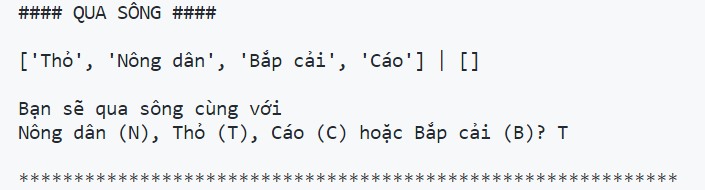 #### QUA SÔNG ####
['Thỏ', 'Nông dân', 'Bắp cải', 'Cáo'] | []
Bạn sẽ qua sông cùng với
Nông dân (N), Thỏ (T), Cáo (C) hoặc Bắp cải (B)? T
************************************************************